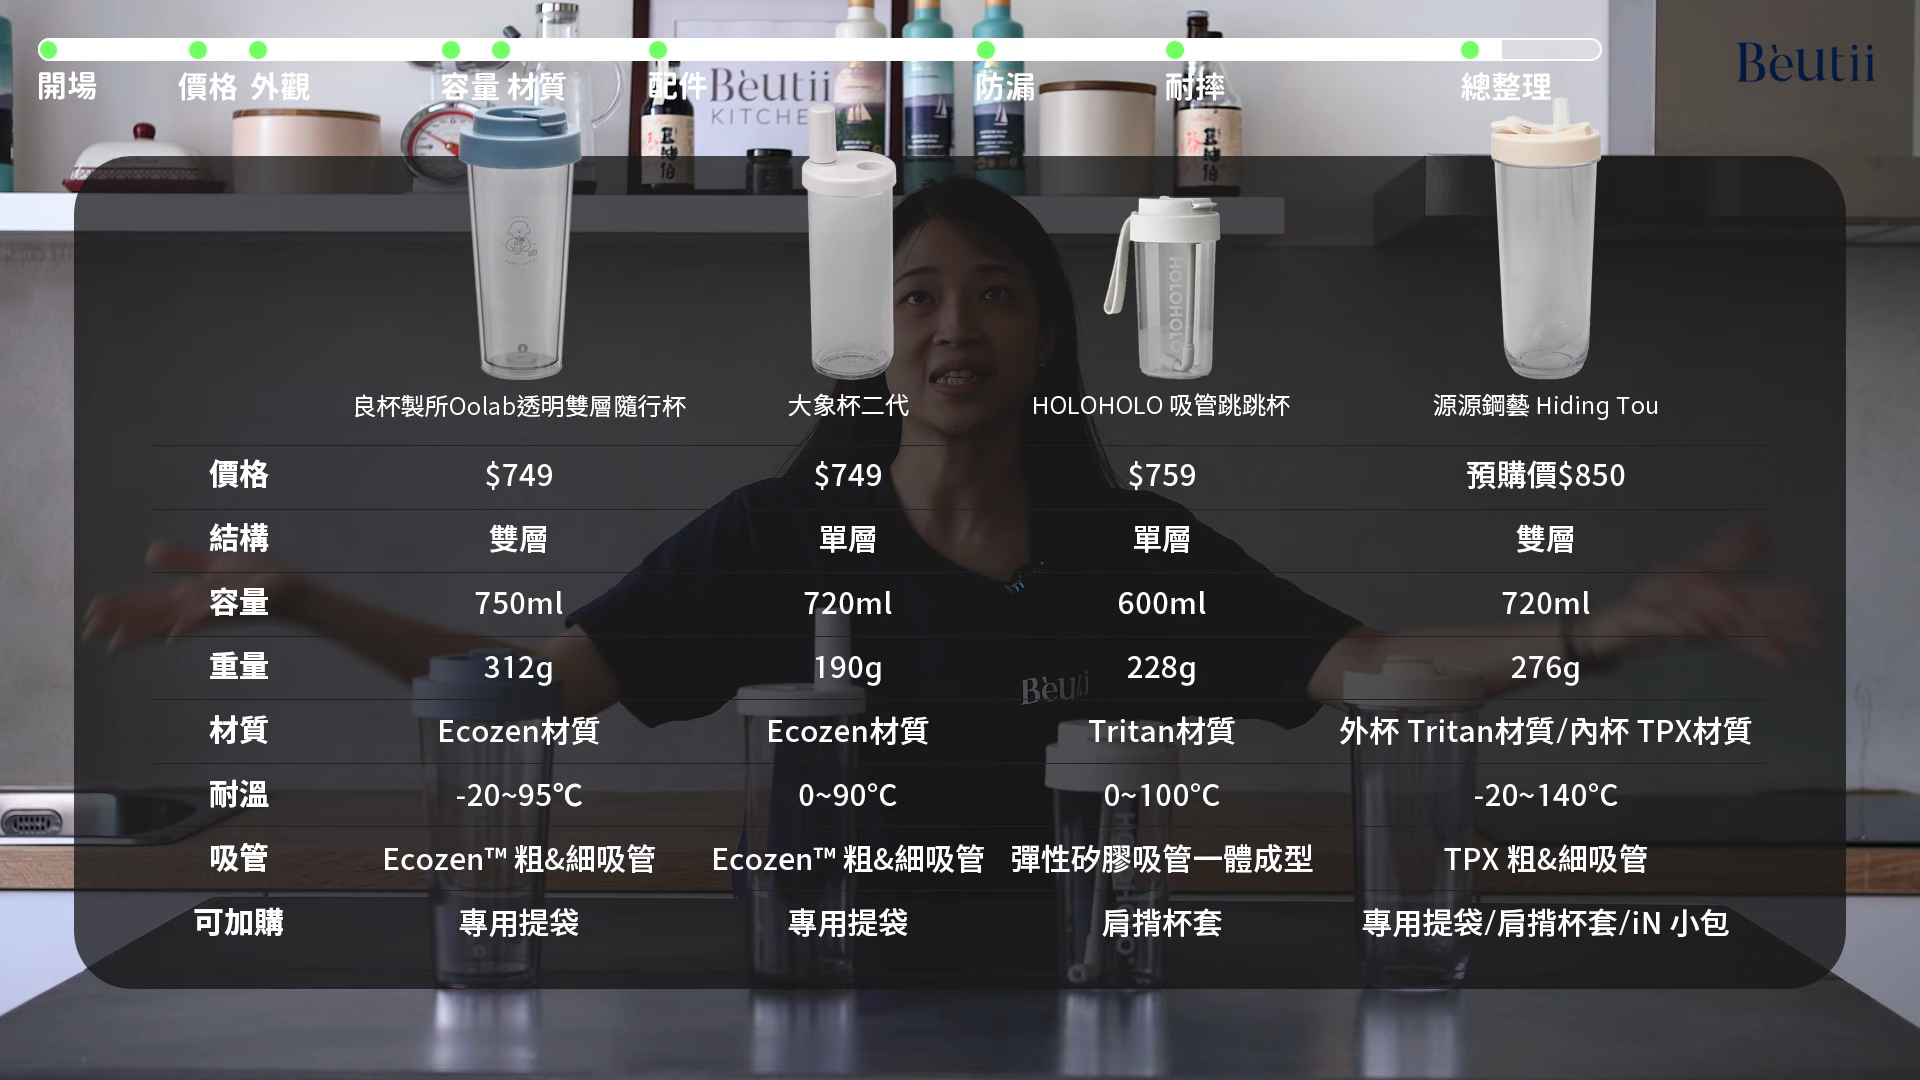 Bèutii
開場 價格 外觀 容量 材質 配件 防漏 耐摔 總整理
Bèutii
KITCHE
HOLOHOLO
良杯製所Oolab透明雙層隨行杯 大象杯二代 HOLOHOLO 吸管跳跳杯 源源鋼藝 Hiding Tou
價格 $749 $749 $759 預購價$850
結構 雙層 單層 單層 雙層
容量 750ml 720ml 600ml 720ml
重量 312g 190g 228g 276g
Bèutii
材質 Ecozen材質 Ecozen材質 Tritan材質 外杯 Tritan材質/內杯 TPX材質
耐溫 -20~95°C 0~90°C 0~100°C -20~140°C
吸管 Ecozen™ 粗&細吸管 Ecozen™ 粗&細吸管 彈性矽膠吸管一體成型 TPX 粗&細吸管
可加購 專用提袋 專用提袋 肩揹杯套 專用提袋/肩揹杯套/iN 小包